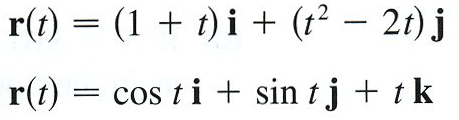 r(t) = (1 + t) i + (t² − 2t) j
r(t) = cos t i + sin t j + t k